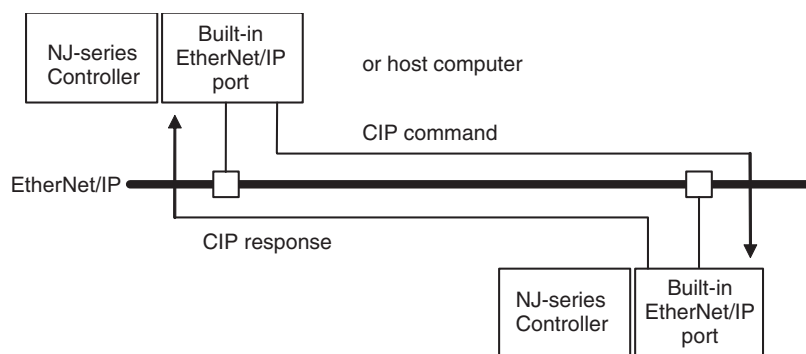 NJ-series
Controller
Built-in
EtherNet/IP
port
or host computer
CIP command
EtherNet/IP
CIP response
NJ-series
Controller
Built-in
EtherNet/IP
port